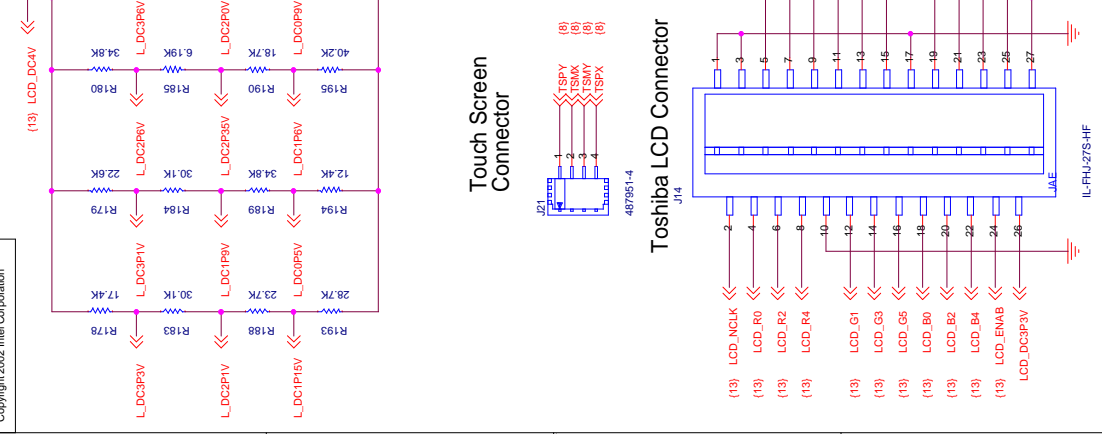 {13} LCD_DC4V
L_DC3P6V
L_DC2P0V
L_DC0P9V
34.8K
R180
6.19K
R185
18.7K
R190
40.2K
R195
L_DC2P6V
L_DC2P35V
L_DC1P6V
22.6K
R179
30.1K
R184
34.8K
R189
12.4K
R194
L_DC3P1V
L_DC1P9V
L_DC0P5V
17.4K
R178
30.1K
R183
23.7K
R188
28.7K
R193
L_DC3P3V
L_DC2P1V
L_DC1P15V
Copyright 2002 Intel Corporation
Touch Screen
Connector
{8}
{8}
{8}
{8}
TSPY
TSMX
TSMY
TSPX
1
2
3
4
J21
487951-4
Toshiba LCD Connector
J14
1
3
5
7
9
11
13
15
17
19
21
23
25
27
JAE
IL-FHJ-27S-HF
2
4
6
8
10
12
14
16
18
20
22
24
26
{13} LCD_NCLK
{13} LCD_R0
{13} LCD_R2
{13} LCD_R4
{13} LCD_G1
{13} LCD_G3
{13} LCD_G5
{13} LCD_B0
{13} LCD_B2
{13} LCD_B4
{13} LCD_ENAB
LCD_DC3P3V